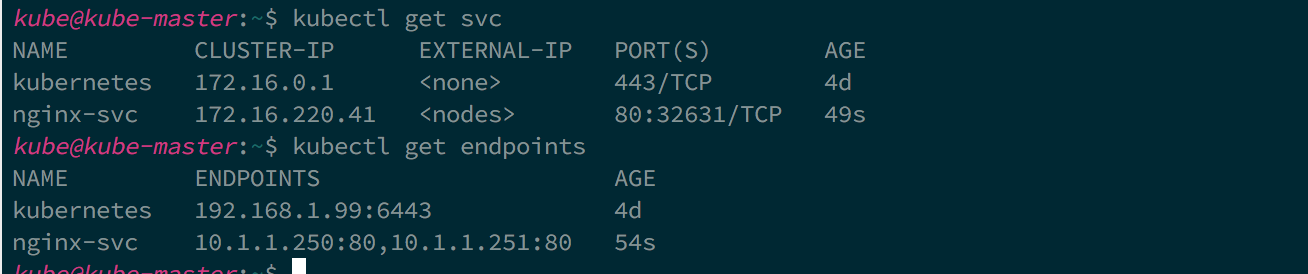 kube@kube-master:~$ kubectl get svc
NAME CLUSTER-IP EXTERNAL-IP PORT(S) AGE
kubernetes 172.16.0.1 <none> 443/TCP 4d
nginx-svc 172.16.220.41 <nodes> 80:32631/TCP 49s
kube@kube-master:~$ kubectl get endpoints
NAME ENDPOINTS AGE
kubernetes 192.168.1.99:6443 4d
nginx-svc 10.1.1.250:80,10.1.1.251:80 54s
kube@kube-master:~$